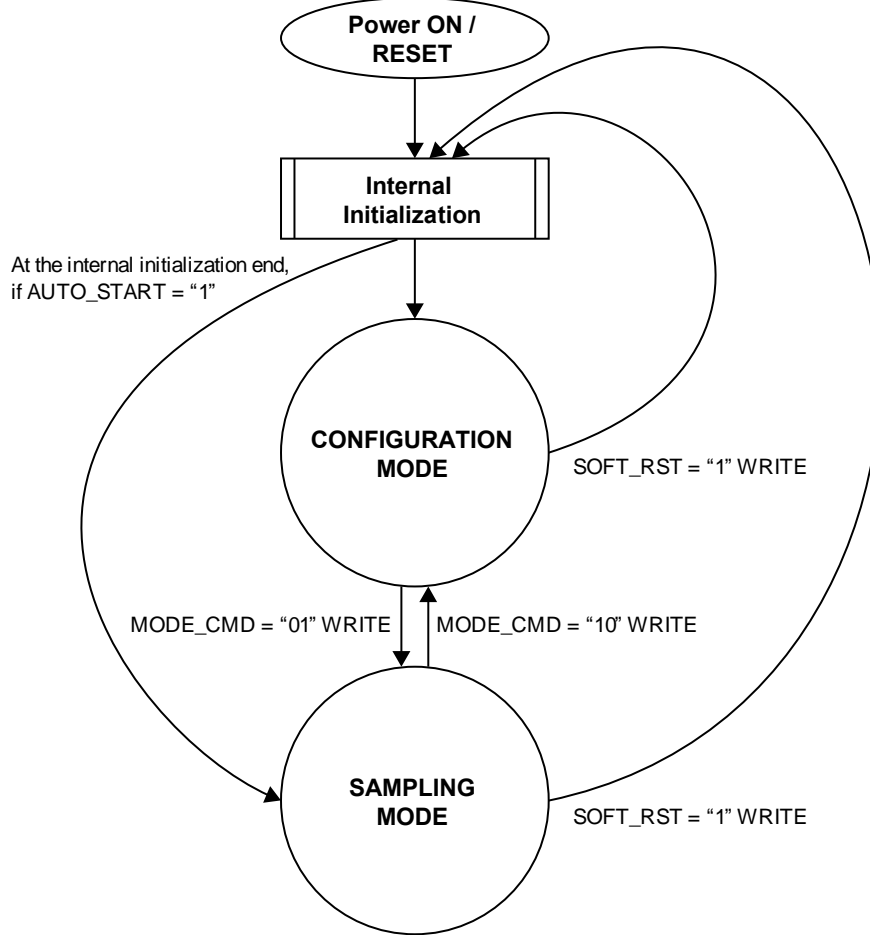 Power ON /
RESET
Internal
Initialization
At the internal initialization end,
if AUTO_START = “1”
CONFIGURATION
MODE
SOFT_RST = “1” WRITE
MODE_CMD = “01” WRITE
MODE_CMD = “10” WRITE
SAMPLING
MODE
SOFT_RST = “1” WRITE